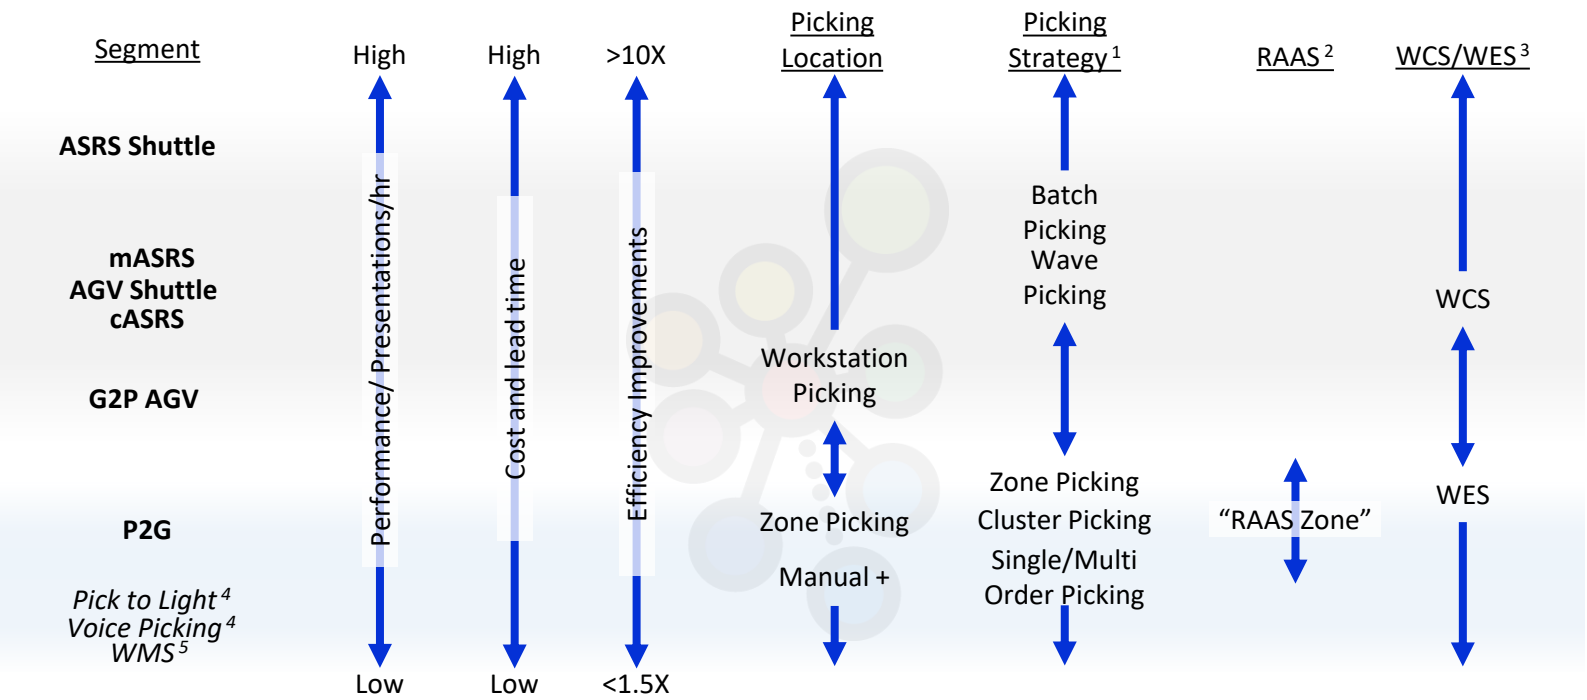 Segment
High
High
>10X
Picking
Location
Picking
Strategy 1
RAAS 2
WCS/WES 3
ASRS Shuttle
mASRS
AGV Shuttle
cASRS
G2P AGV
P2G
Pick to Light 4
Voice Picking 4
WMS 5
Performance/ Presentations/hr
Cost and lead time
Efficiency Improvements
Workstation
Picking
Zone Picking
Manual +
Batch
Picking
Wave
Picking
Zone Picking
Cluster Picking
Single/Multi
Order Picking
“RAAS Zone”
WCS
WES
Low
Low
<1.5X